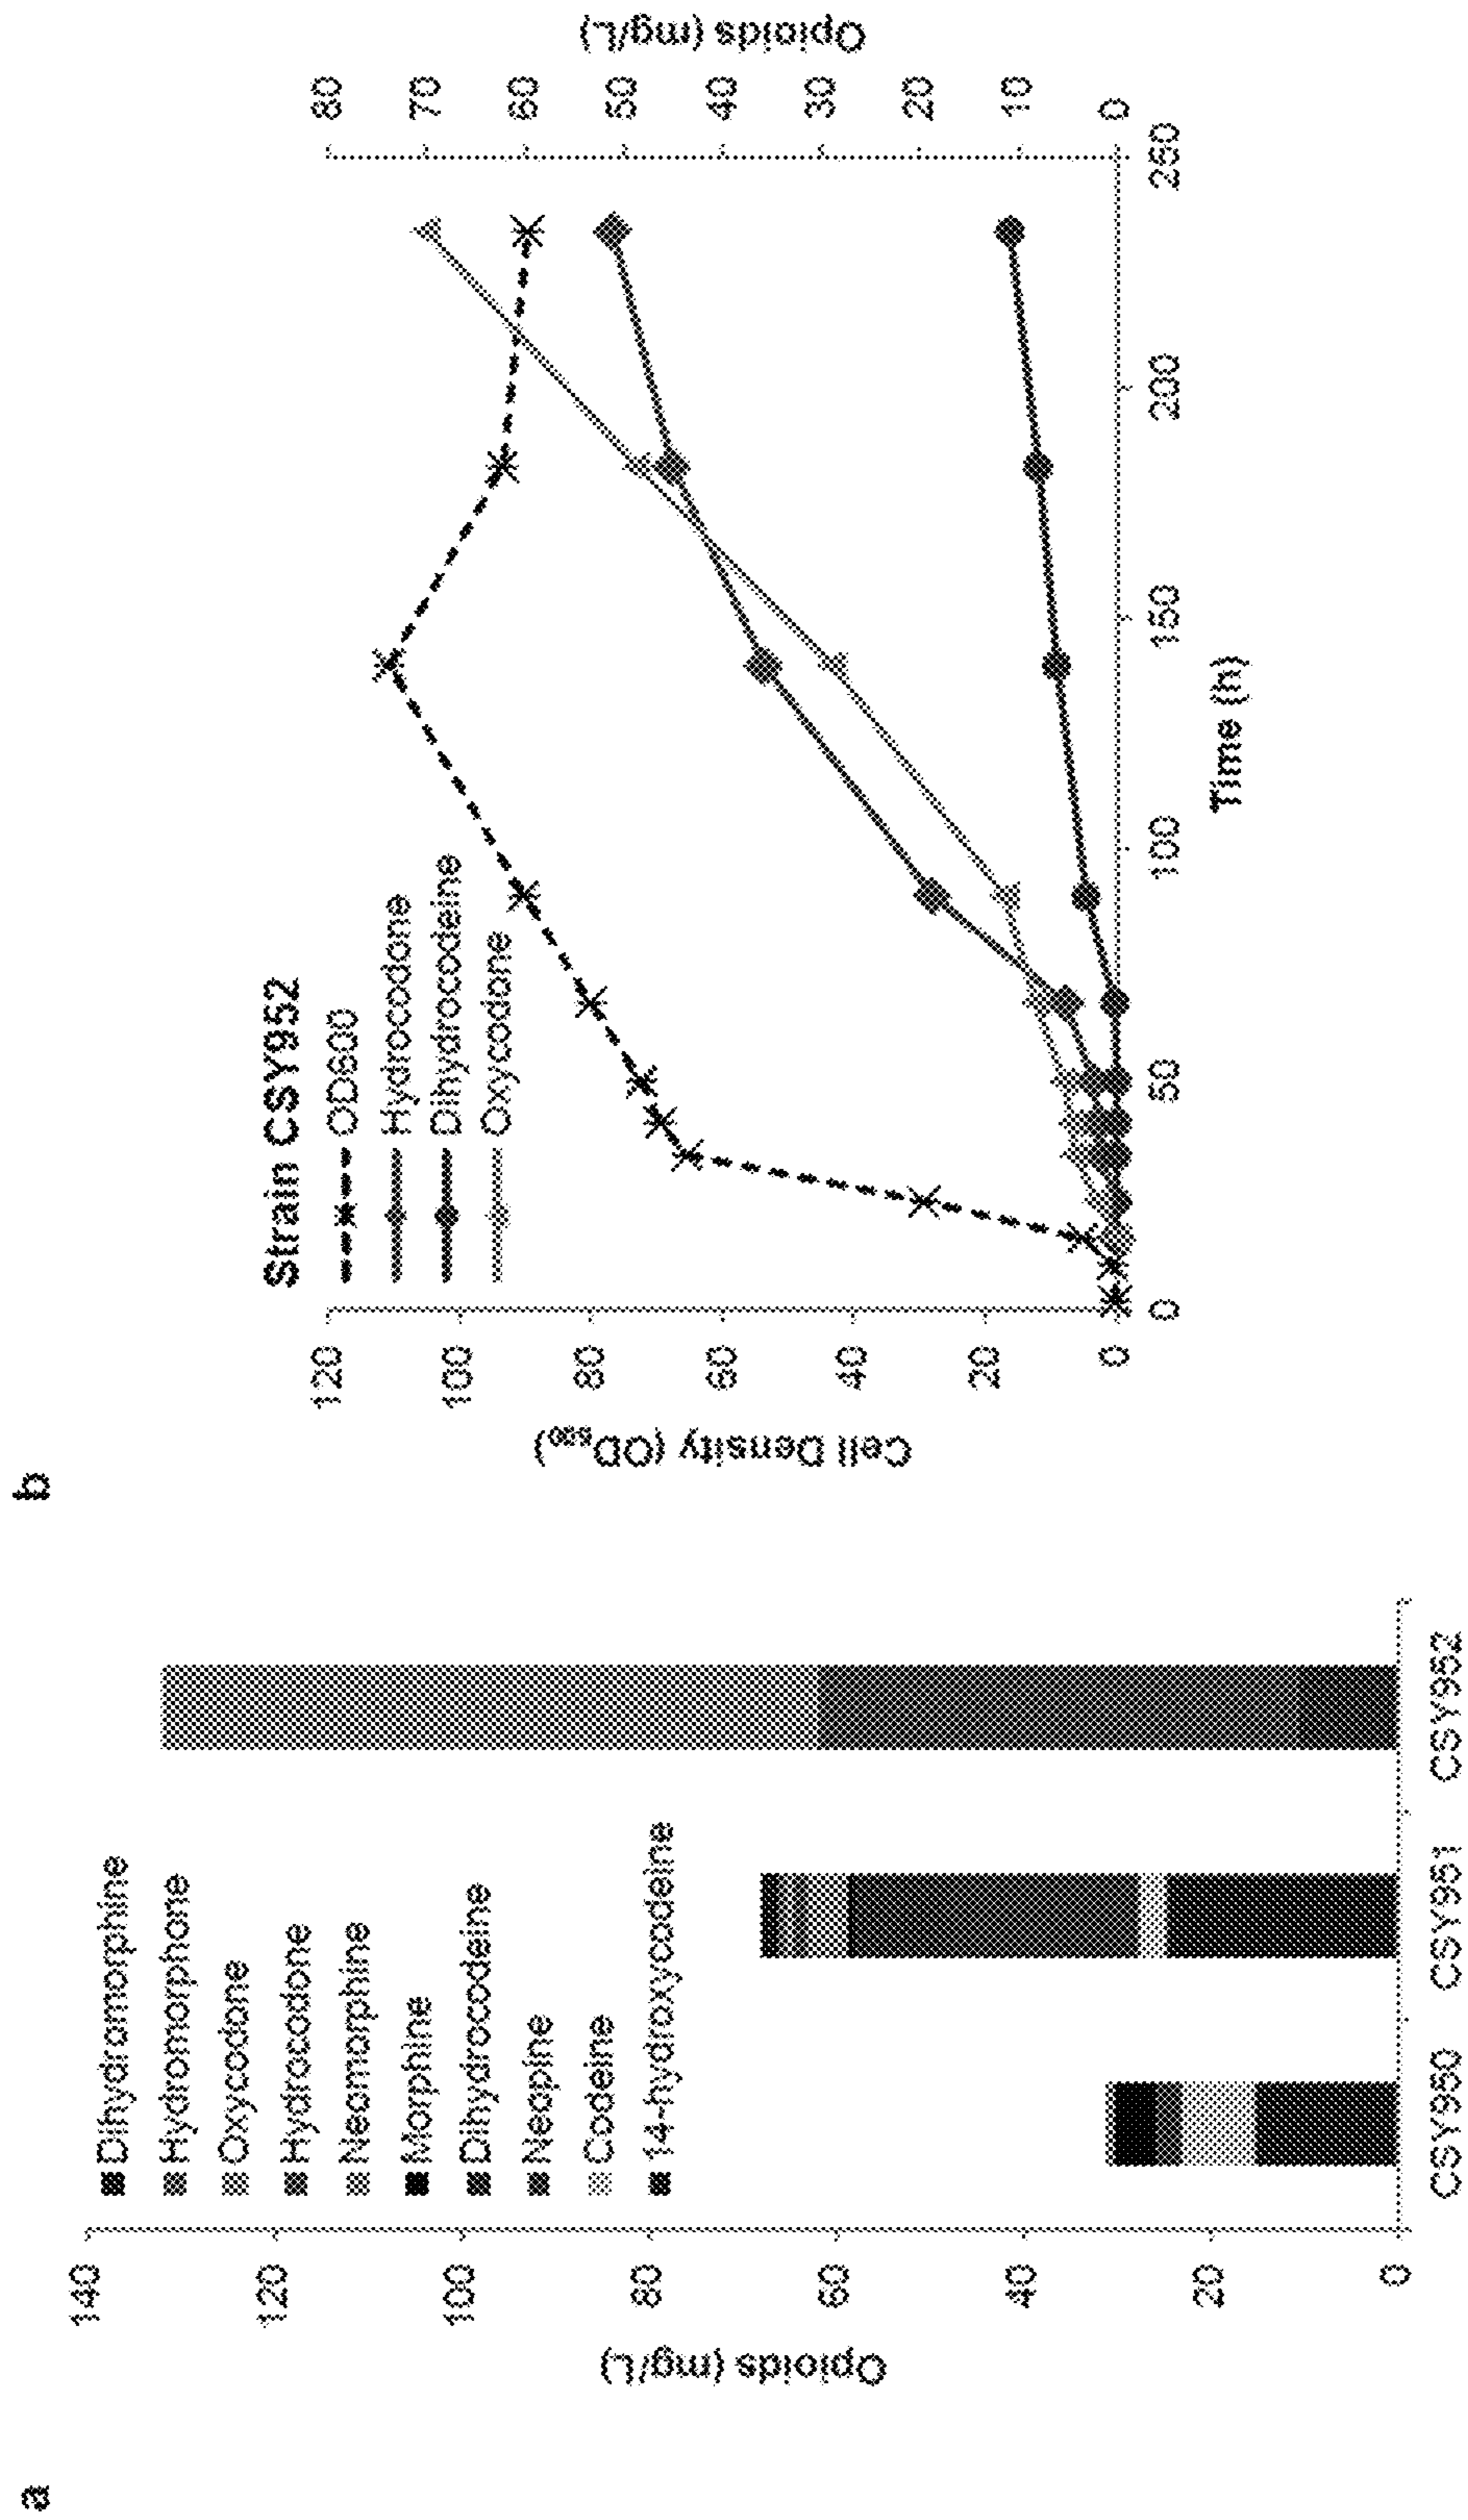 a
Opioids (mg/L)
140
120
100
80
60
40
20
0
Dihydromorphine
Hydromorphone
Oxycodone
Hydrocodone
Neomorphine
Morphine
Dihydrocodeine
Neopine
Codeine
14-hydroxycodeine
CSY950
CSY951
CSY952
b
Strain CSY952
OD600
Hydrocodone
Dihydrocodeine
Oxycodone
Cell Density (OD600)
120
100
80
60
40
20
0
Opioids (mg/L)
80
70
60
50
40
30
20
10
0
0
50
100
150
200
250
Time (h)